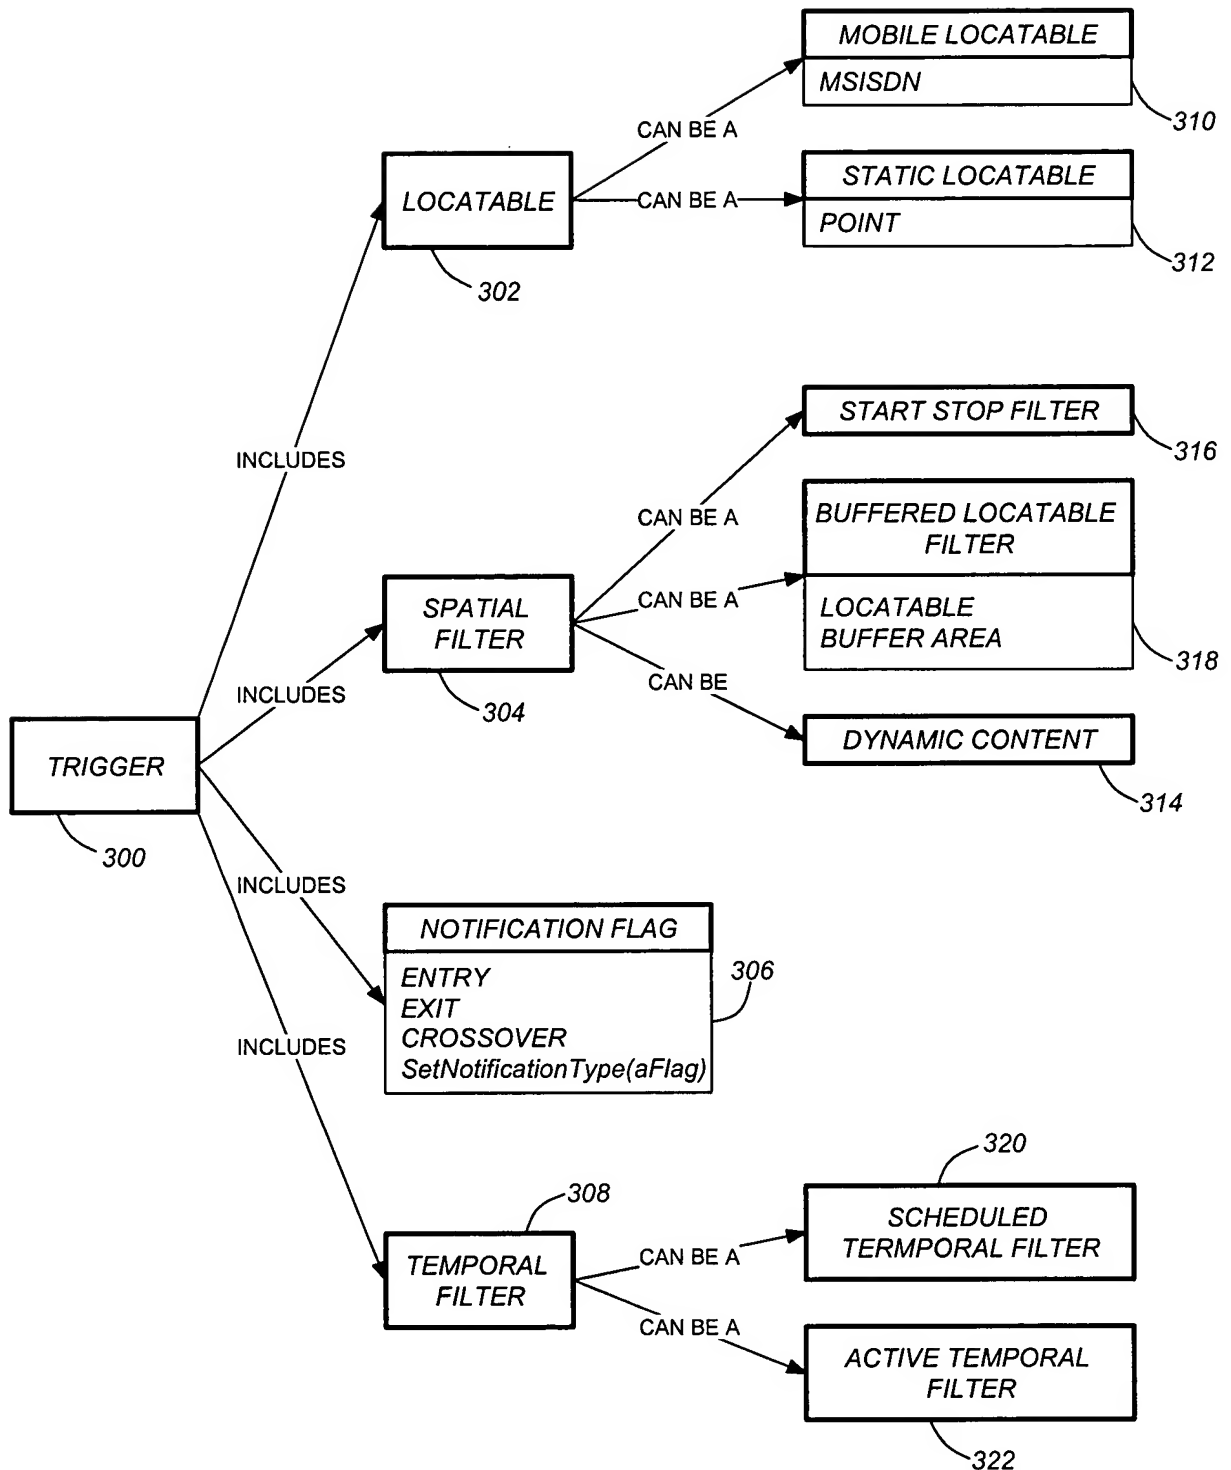 MOBILE LOCATABLE
MSISDN
310
CAN BE A
STATIC LOCATABLE
LOCATABLE
CAN BE A
POINT
312
302
START STOP FILTER
316
INCLUDES
CAN BE A
BUFFERED LOCATABLE
FILTER
SPATIAL
FILTER
CAN BE A
LOCATABLE
BUFFER AREA
318
CAN BE
INCLUDES
304
DYNAMIC CONTENT
314
TRIGGER
300
INCLUDES
NOTIFICATION FLAG
ENTRY
EXIT
CROSSOVER
SetNotificationType(aFlag)
306
INCLUDES
320
308
SCHEDULED
TERMPORAL FILTER
TEMPORAL
FILTER
CAN BE A
CAN BE A
ACTIVE TEMPORAL
FILTER
322